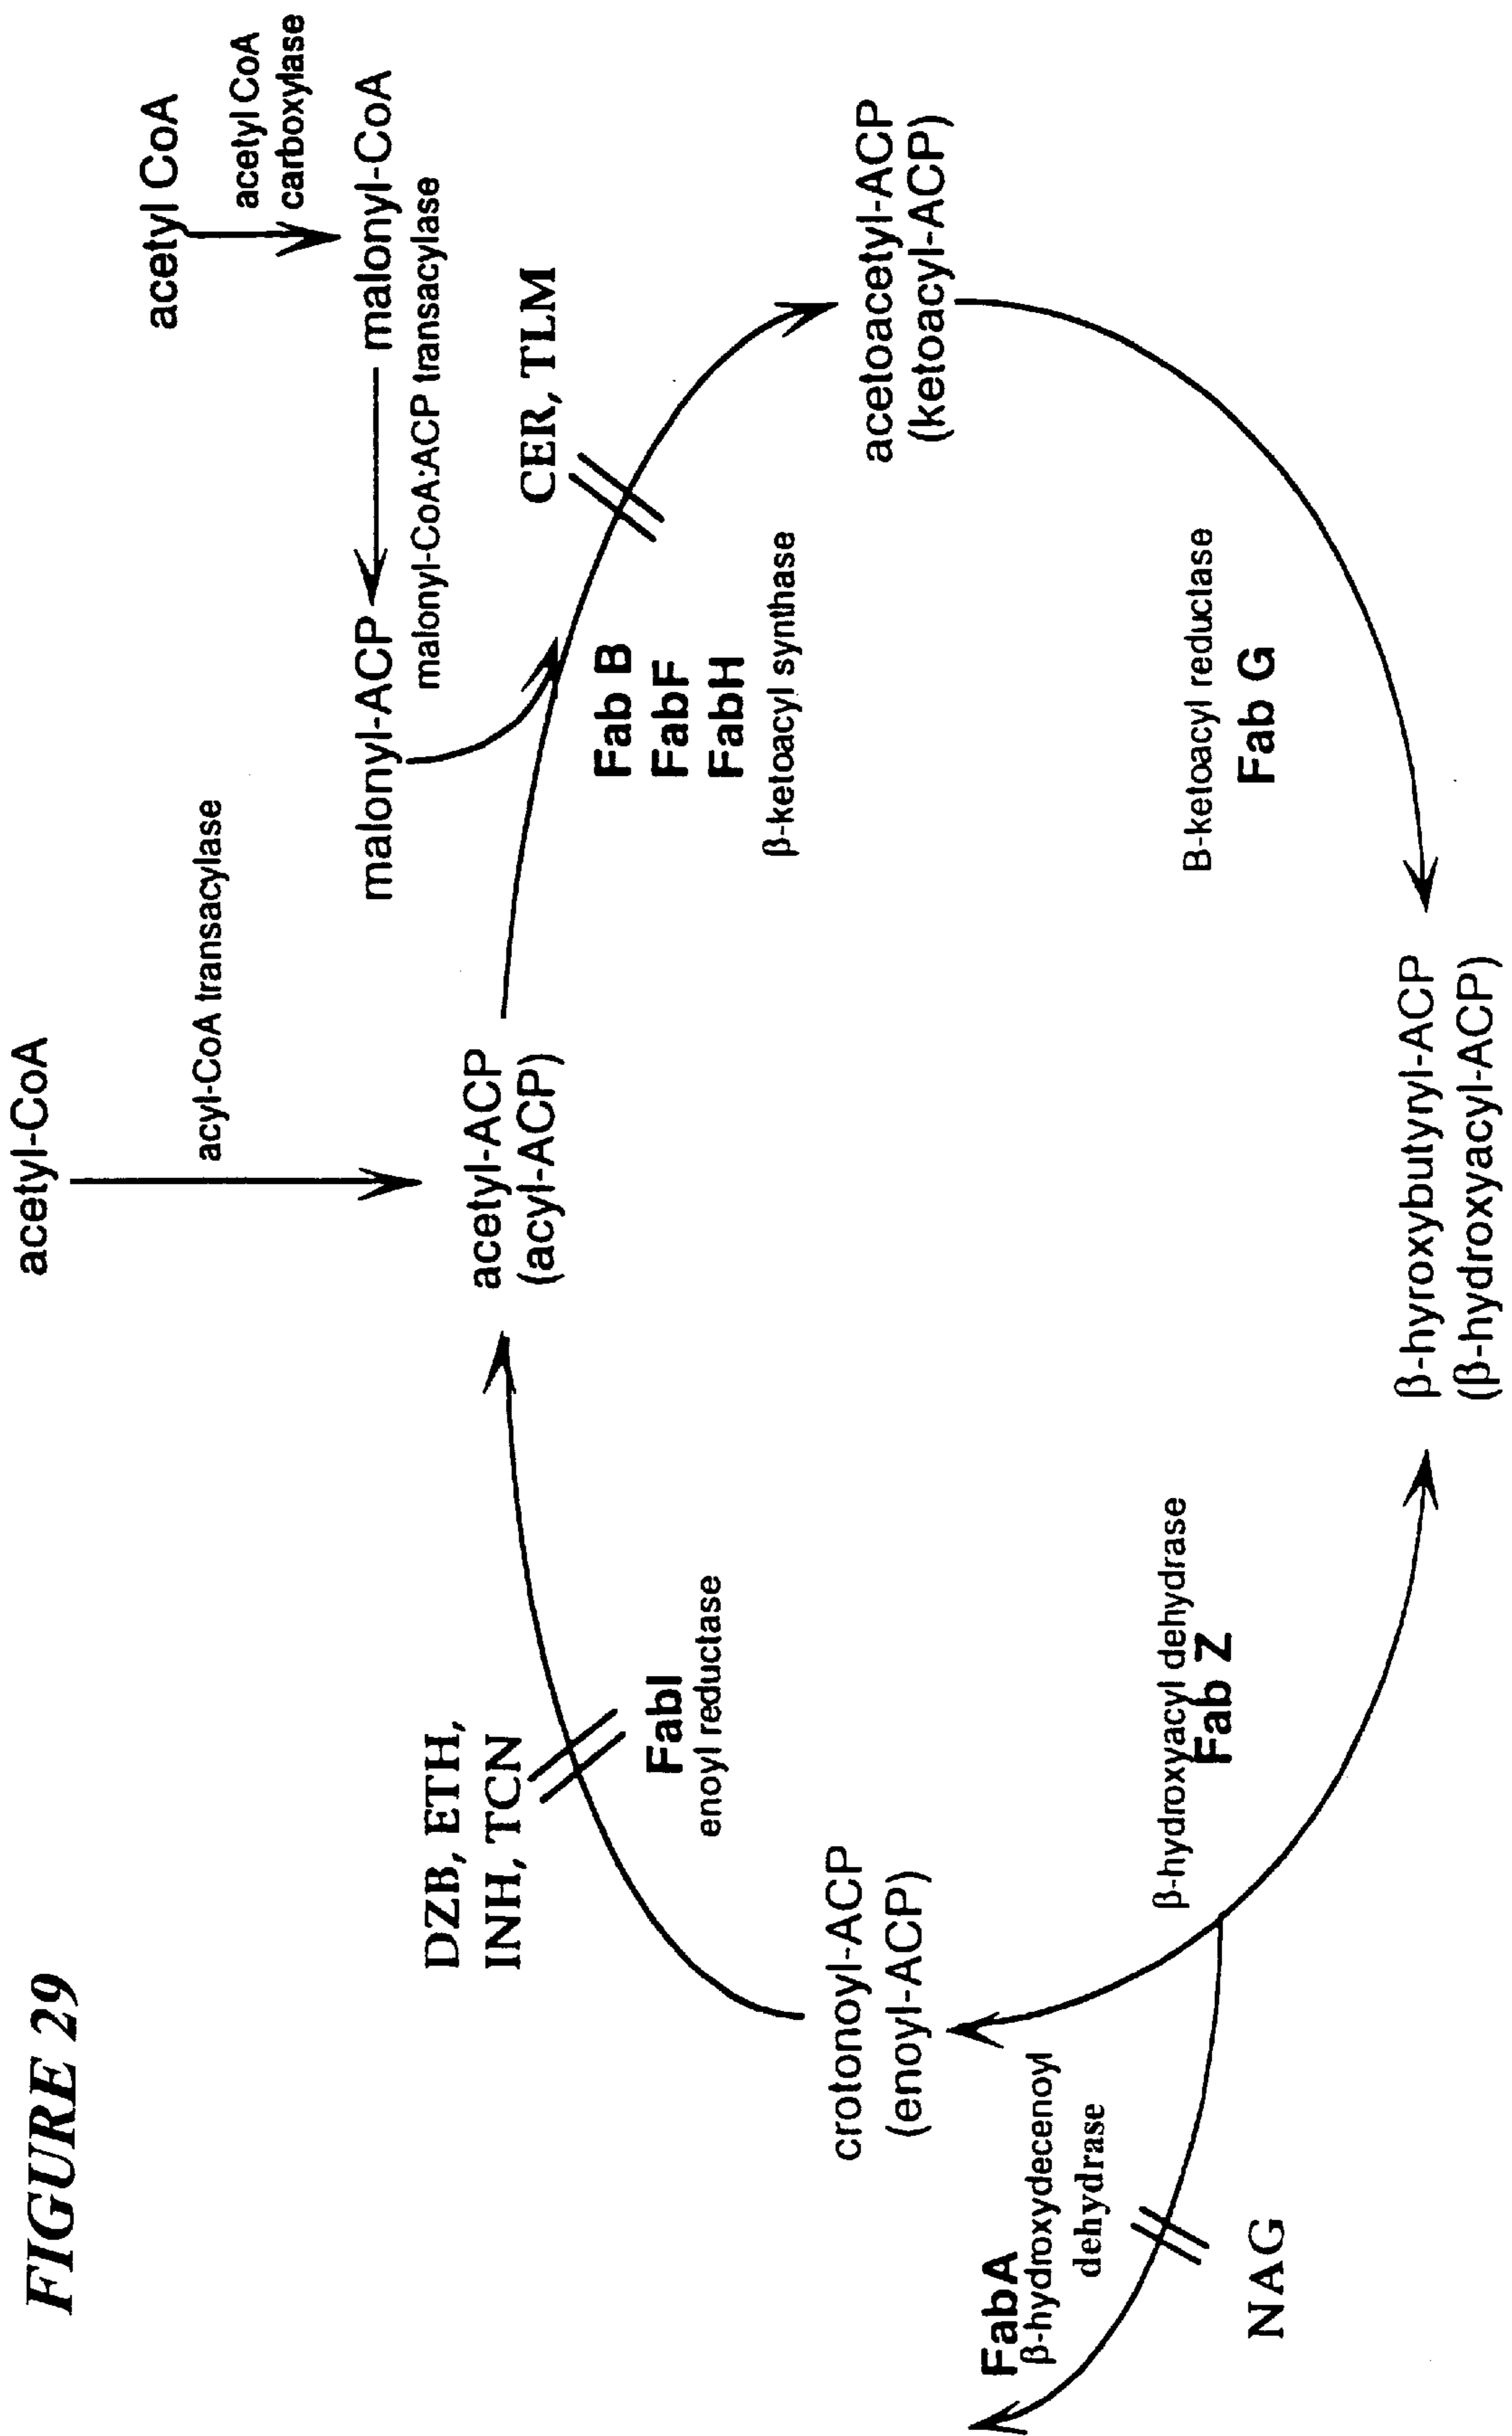 FIGURE 29
acetyl-CoA
acyl-CoA transacylase
acetyl CoA
acetyl CoA
carboxylase
malonyl-CoA
malonyl-CoA:ACP transacylase
malonyl-ACP
acetyl-ACP
(acyl-ACP)
CER, TLM
Fab B
FabF
FabH
β-ketoacyl synthase
acetoacetyl-ACP
(ketoacyl-ACP)
B-ketoacyl reductase
Fab G
β-hyroxybutyryl-ACP
(β-hydroxyacyl-ACP)
β-hydroxyacyl dehydrase
Fab Z
FabA
β-hydroxydecenoyl
dehydrase
NAG
crotonoyl-ACP
(enoyl-ACP)
DZB, ETH,
INH, TCN
FabI
enoyl reductase